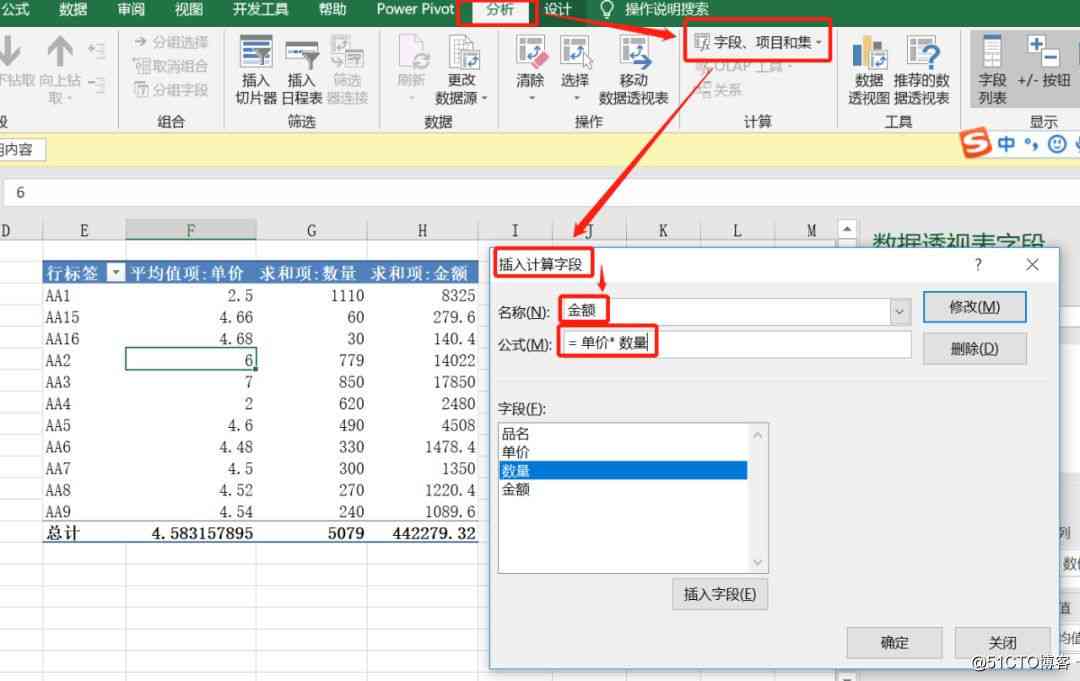 公式 数据 审阅 视图 开发工具 帮助 Power Pivot 分析 设计 操作说明搜索
分组选择 字段、项目和集
取消组合 OLAP 工具
向上钻取 分组字段 关系
插入切片器 插入日程表 筛选器连接 刷新 更改数据源 清除 选择 移动数据透视表 数据透视图 推荐的数据透视表 字段列表 +/- 按钮
组合 筛选 数据 操作 计算 工具 显示
用内容 中
6
D E F G H I J K L M
数据透视表字段
行标签 平均值项:单价 求和项:数量 求和项:金额
AA1 2.5 1110 8325
AA15 4.66 60 279.6
AA16 4.68 30 140.4
AA2 6 779 14022
AA3 7 850 17850
AA4 2 620 2480
AA5 4.6 490 4508
AA6 4.48 330 1478.4
AA7 4.5 300 1350
AA8 4.52 270 1220.4
AA9 4.54 240 1089.6
总计 4.583157895 5079 442279.32
插入计算字段 ?
名称(N): 金额 修改(M)
公式(M): = 单价* 数量 删除(D)
字段(F):
品名
单价
数量
金额
插入字段(E)
确定 关闭
@51CTO博客